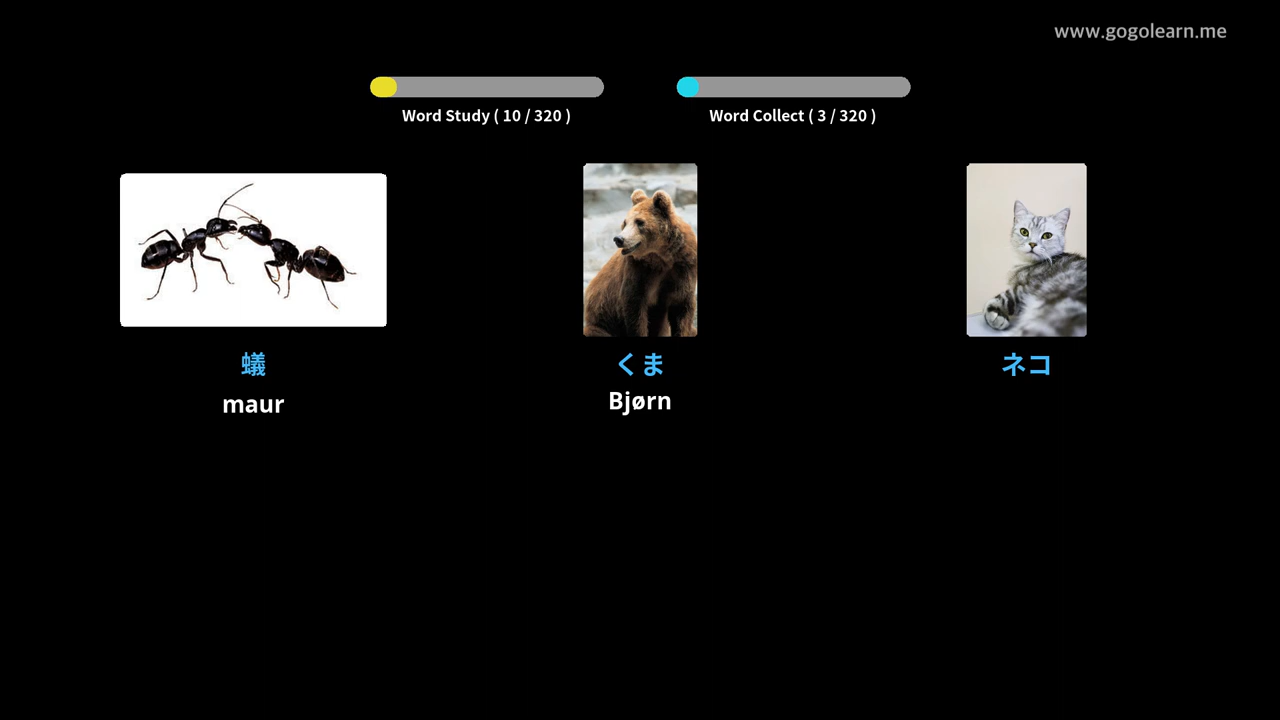 www.gogolearn.me
Word Study ( 10 / 320 )
Word Collect ( 3 / 320 )
蟻
くま
ネコ
maur
Bjørn